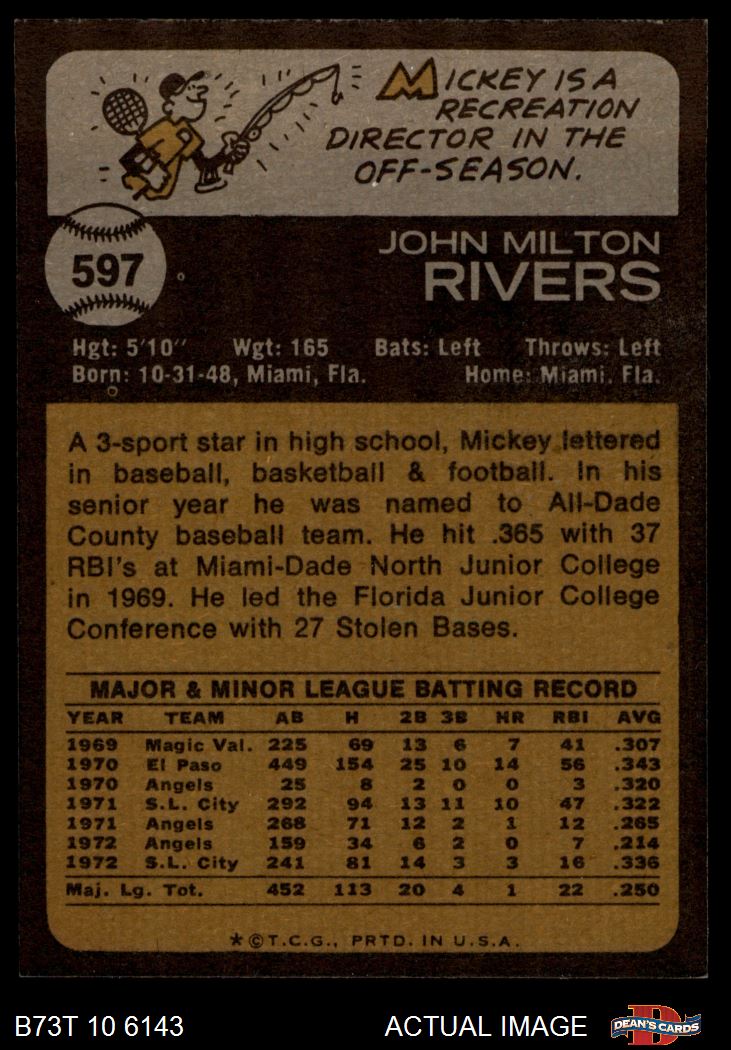 MICKEY IS A
RECREATION
DIRECTOR IN THE
OFF-SEASON.
597
JOHN MILTON
RIVERS
Hgt: 5'10" Wgt: 165 Bats: Left Throws: Left
Born: 10-31-48, Miami, Fla. Home: Miami, Fla.
A 3-sport star in high school, Mickey lettered
in baseball, basketball & football. In his
senior year he was named to All-Dade
County baseball team. He hit .365 with 37
RBI's at Miami-Dade North Junior College
in 1969. He led the Florida Junior College
Conference with 27 Stolen Bases.
MAJOR & MINOR LEAGUE BATTING RECORD
YEAR TEAM AB H 2B 3B HR RBI AVG
1969 Magic Val. 225 69 13 6 7 41 .307
1970 El Paso 449 154 25 10 14 56 .343
1970 Angels 25 8 2 0 0 3 .320
1971 S.L. City 292 94 13 11 10 47 .322
1971 Angels 268 71 12 2 1 12 .265
1972 Angels 159 34 6 2 0 7 .214
1972 S.L. City 241 81 14 3 3 16 .336
Maj. Lg. Tot. 452 113 20 4 1 22 .250
*©T.C.G., PRTD. IN U.S.A.
B73T 10 6143 ACTUAL IMAGE D DEAN'S CARDS